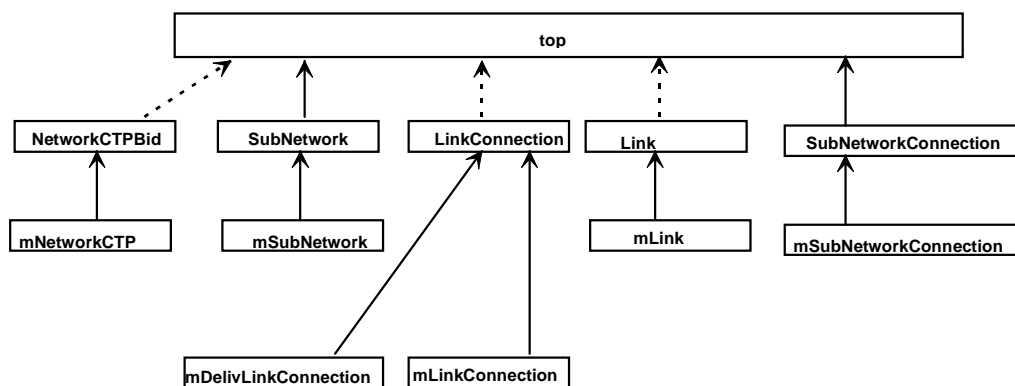 top
NetworkCTPBid
SubNetwork
LinkConnection
Link
SubNetworkConnection
mNetworkCTP
mSubNetwork
mLink
mSubNetworkConnection
mDelivLinkConnection
mLinkConnection